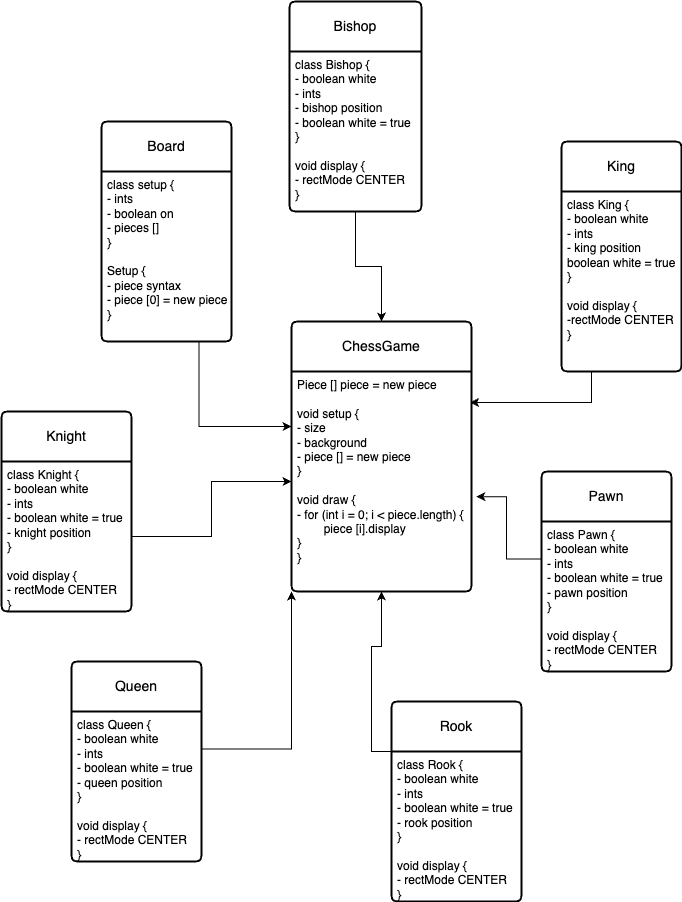 Bishop
class Bishop {
- boolean white
- ints
- bishop position
- boolean white = true
}
void display {
- rectMode CENTER
}
Board
class setup {
- ints
- boolean on
- pieces []
}
Setup {
- piece syntax
- piece [0] = new piece
}
King
class King {
- boolean white
- ints
- king position
boolean white = true
}
void display {
-rectMode CENTER
}
ChessGame
Piece [] piece = new piece
void setup {
- size
- background
- piece [] = new piece
}
void draw {
- for (int i = 0; i < piece.length) {
piece [i].display
}
}
Knight
class Knight {
- boolean white
- ints
- boolean white = true
- knight position
}
void display {
- rectMode CENTER
}
Pawn
class Pawn {
- boolean white
- ints
- boolean white = true
- pawn position
}
void display {
- rectMode CENTER
}
Queen
class Queen {
- boolean white
- ints
- boolean white = true
- queen position
}
void display {
- rectMode CENTER
}
Rook
class Rook {
- boolean white
- ints
- boolean white = true
- rook position
}
void display {
- rectMode CENTER
}